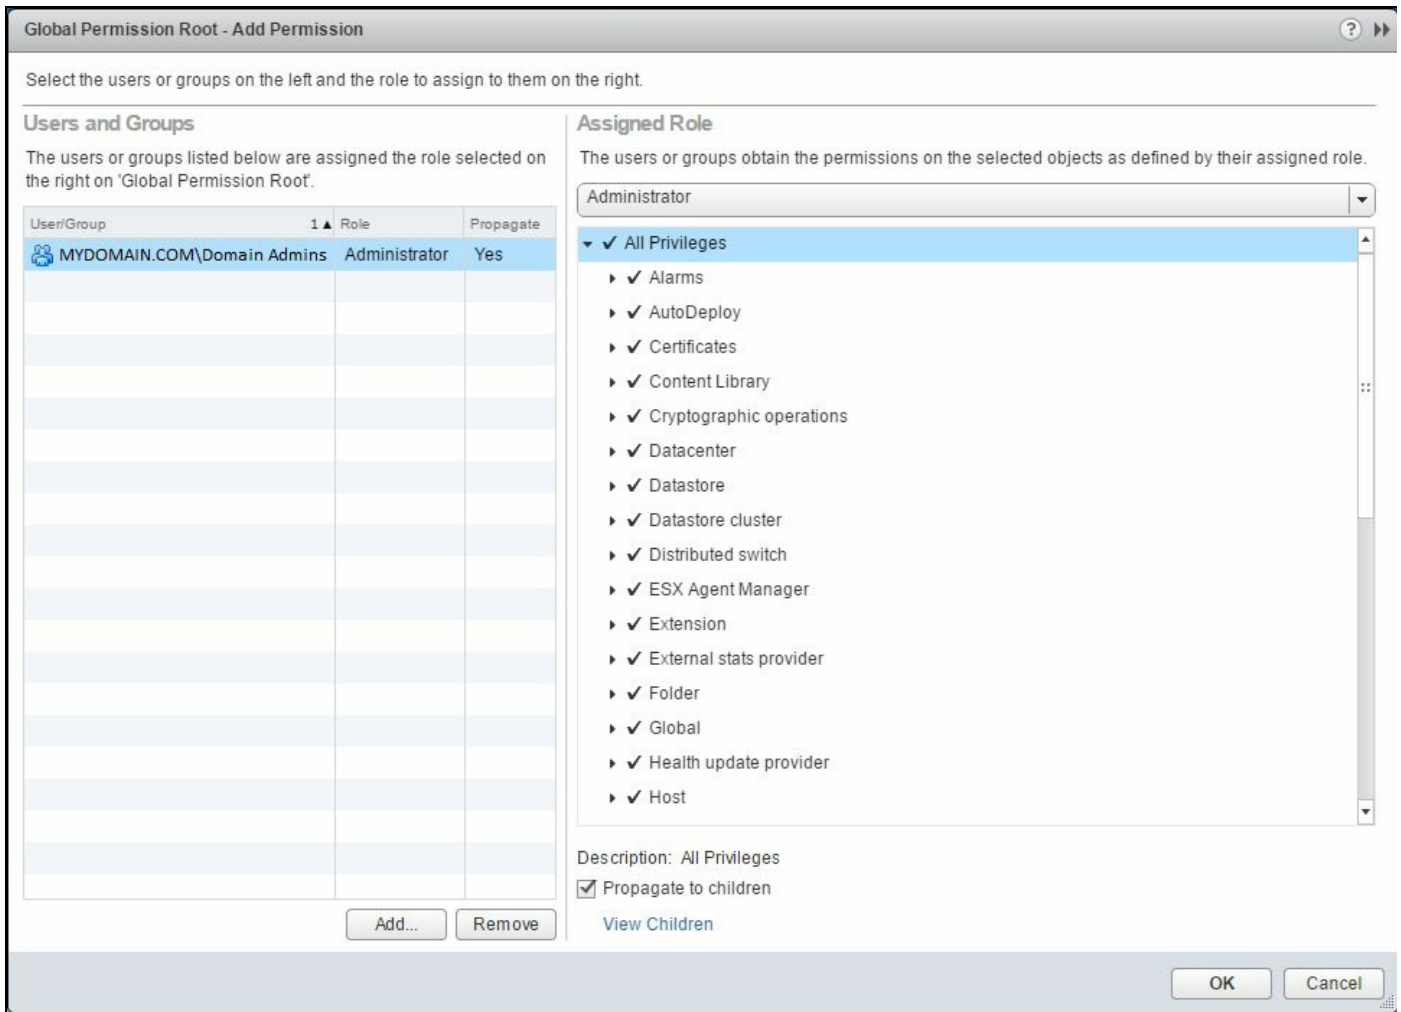 Global Permission Root - Add Permission
Select the users or groups on the left and the role to assign to them on the right.
Users and Groups
The users or groups listed below are assigned the role selected on
the right on 'Global Permission Root'.
User/Group 1 Role Propagate
MYDOMAIN.COM\Domain Admins Administrator Yes
Add... Remove
Assigned Role
The users or groups obtain the permissions on the selected objects as defined by their assigned role.
Administrator
All Privileges
Alarms
AutoDeploy
Certificates
Content Library
Cryptographic operations
Datacenter
Datastore
Datastore cluster
Distributed switch
ESX Agent Manager
Extension
External stats provider
Folder
Global
Health update provider
Host
Description: All Privileges
Propagate to children
View Children
OK Cancel